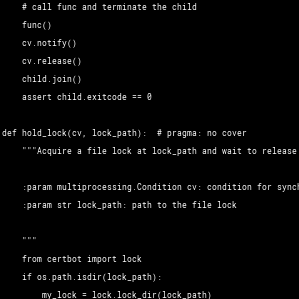 # call func and terminate the child
func()
cv.notify()
cv.release()
child.join()
assert child.exitcode == 0
def hold_lock(cv, lock_path):  # pragma: no cover
"""Acquire a file lock at lock_path and wait to release
:param multiprocessing.Condition cv: condition for
:param str lock_path: path to the file lock
"""
from certbot import lock
if os.path.isdir(lock_path):
my_lock = lock.lock_dir(lock_path)